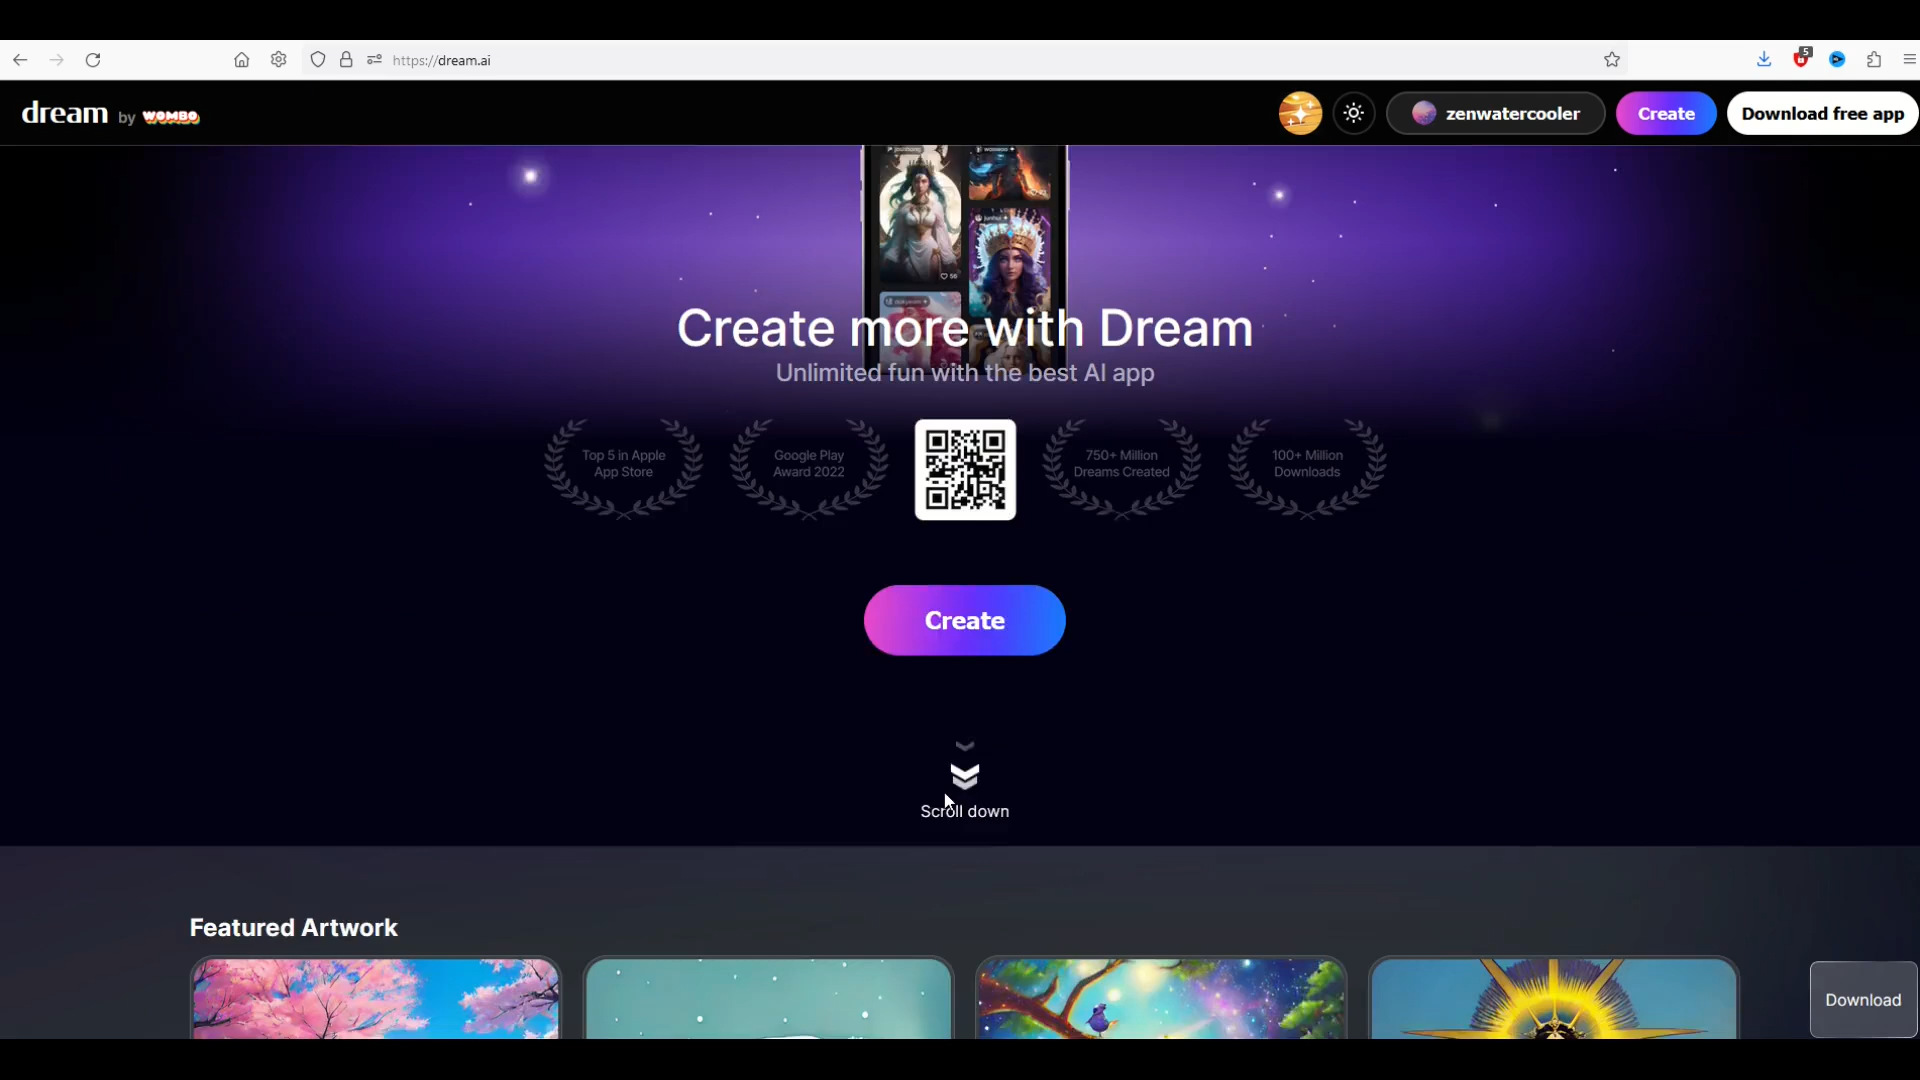 https://dream.ai
5
dream by WOMBO
zenwatercooler
Create
Download free app
Create more with Dream
Unlimited fun with the best AI app
Top 5 in Apple
App Store
Google Play
Award 2022
750+ Million
Dreams Created
100+ Million
Downloads
Create
Scroll down
Featured Artwork
Download